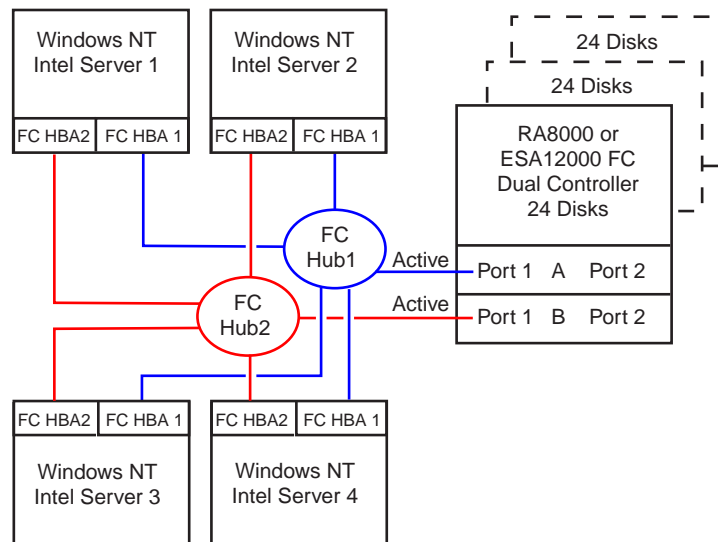 Windows NT
Intel Server 1
FC HBA2
FC HBA 1
Windows NT
Intel Server 2
FC HBA2
FC HBA 1
24 Disks
24 Disks
RA8000 or
ESA12000 FC
Dual Controller
24 Disks
FC
Hub1
Active
Port 1 A Port 2
FC
Hub2
Active
Port 1 B Port 2
FC HBA2
FC HBA 1
Windows NT
Intel Server 3
FC HBA2
FC HBA 1
Windows NT
Intel Server 4